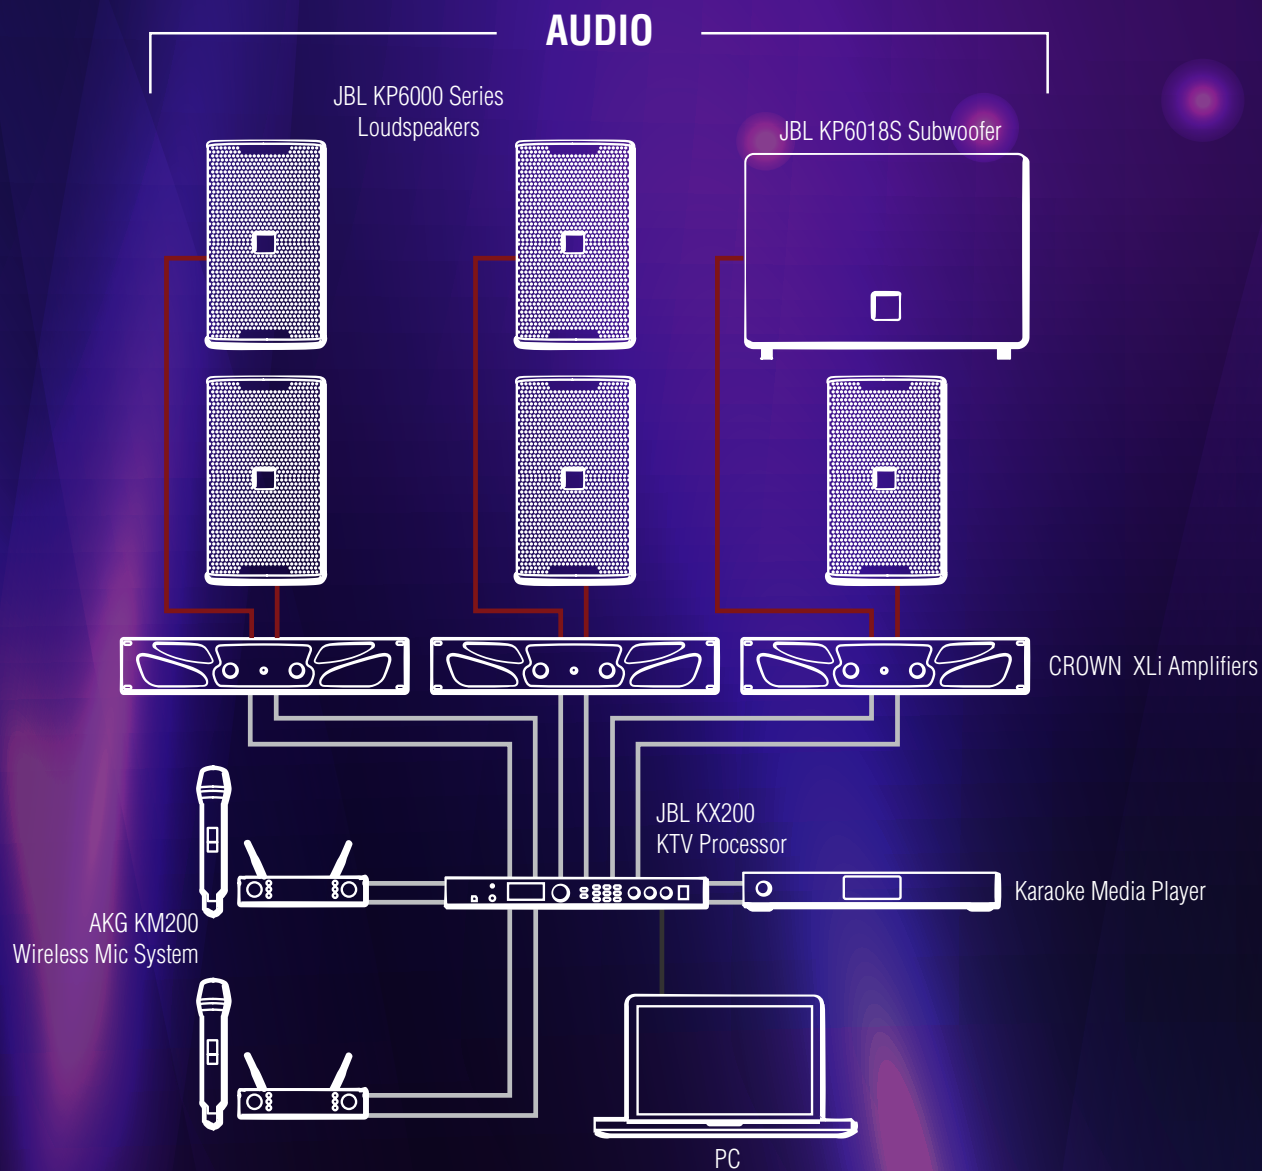 AUDIO
JBL KP6000 Series
Loudspeakers
JBL KP6018S Subwoofer
CROWN XLi Amplifiers
JBL KX200
KTV Processor
Karaoke Media Player
AKG KM200
Wireless Mic System
PC